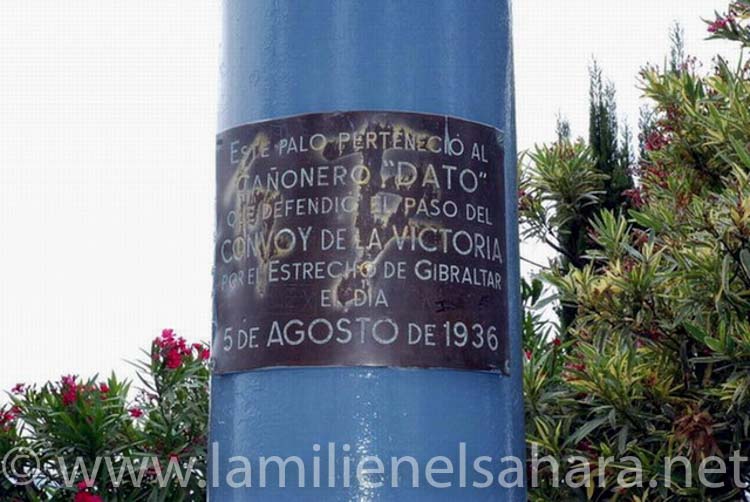 ESTE PALO PERTENECIÓ AL
CAÑONERO "DATO"
QUE DEFENDIÓ EL PASO DEL
CONVOY DE LA VICTORIA
POR EL ESTRECHO DE GIBRALTAR
EL DIA
5 DE AGOSTO DE 1936
© www.lamilienelsahara.net